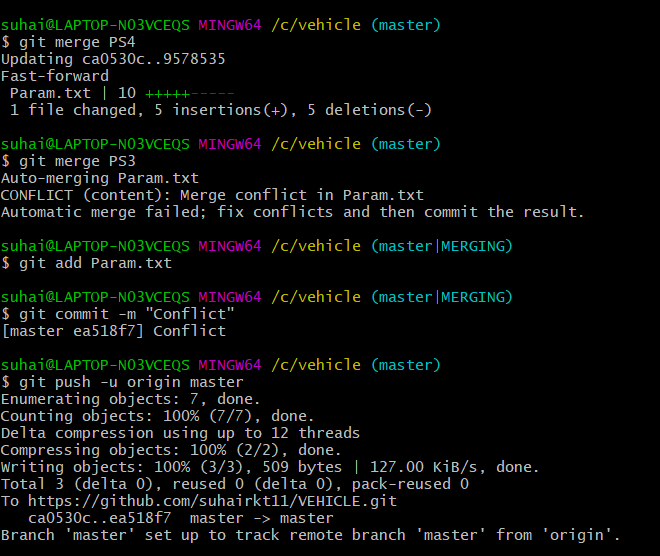 suhai@LAPTOP-N03VCEQS MINGW64 /c/vehicle (master)
$ git merge PS4
Updating ca0530c..9578535
Fast-forward
 Param.txt | 10 +++++-----
 1 file changed, 5 insertions(+), 5 deletions(-)
suhai@LAPTOP-N03VCEQS MINGW64 /c/vehicle (master)
$ git merge PS3
Auto-merging Param.txt
CONFLICT (content): Merge conflict in Param.txt
Automatic merge failed; fix conflicts and then commit the result.
suhai@LAPTOP-N03VCEQS MINGW64 /c/vehicle (master|MERGING)
$ git add Param.txt
suhai@LAPTOP-N03VCEQS MINGW64 /c/vehicle (master|MERGING)
$ git commit -m "Conflict"
[master ea518f7] Conflict
suhai@LAPTOP-N03VCEQS MINGW64 /c/vehicle (master)
$ git push -u origin master
Enumerating objects: 7, done.
Counting objects: 100% (7/7), done.
Delta compression using up to 12 threads
Compressing objects: 100% (2/2), done.
Writing objects: 100% (3/3), 509 bytes | 127.00 KiB/s, done.
Total 3 (delta 0), reused 0 (delta 0), pack-reused 0
To https://github.com/suhairkt11/VEHICLE.git
   ca0530c..ea518f7  master -> master
Branch 'master' set up to track remote branch 'master' from 'origin'.